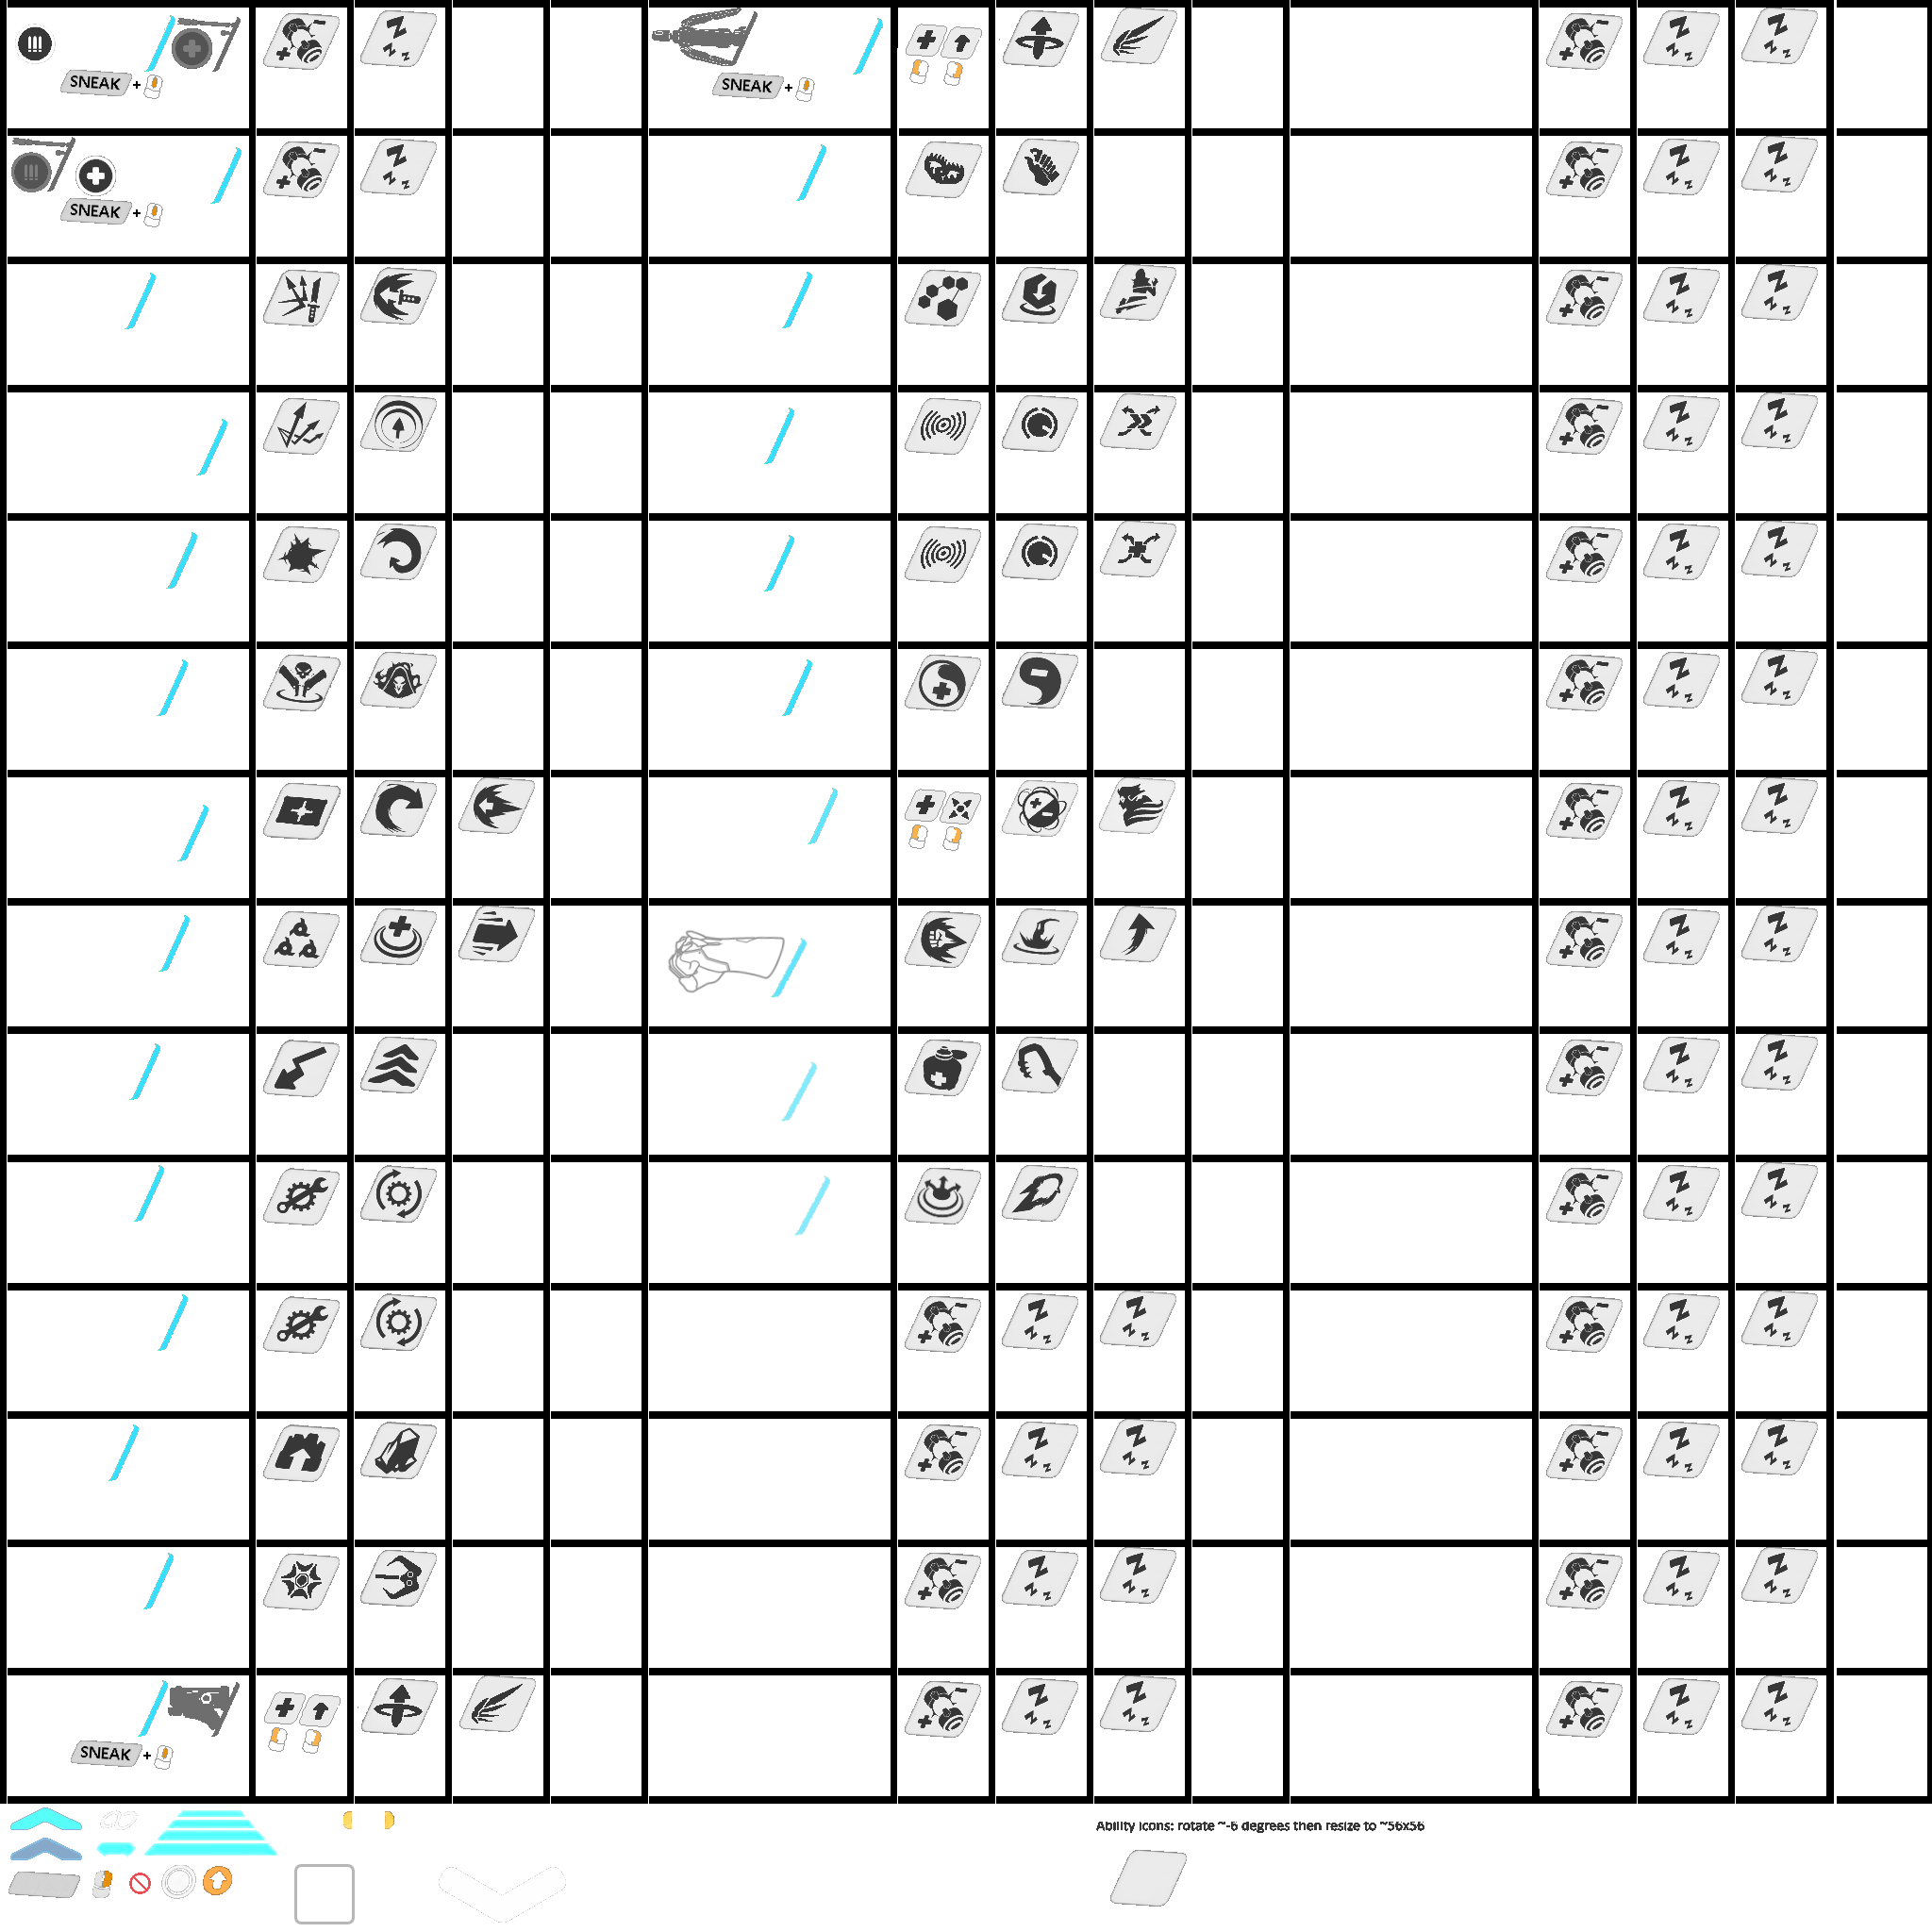 !!!
SNEAK +
SNEAK +
!!!
SNEAK +
SNEAK +
Ability icons: rotate ~-6 degrees then resize to ~56x56